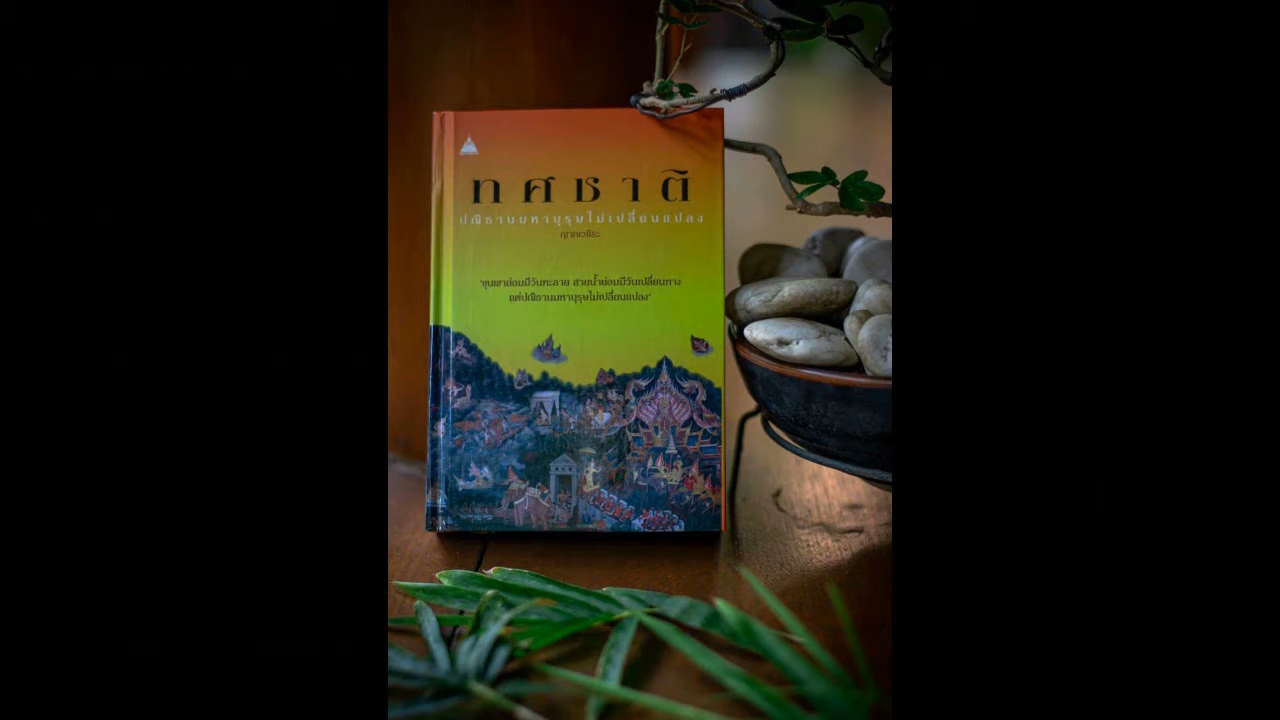 ทศชาติ
ปณิธานมหาบุรุษไม่เปลี่ยนแปลง
ญาณวชิระ
"ขุนเขาย่อมมีวันทะลาย สายน้ำย่อมมีวันเปลี่ยนทาง
แต่ปณิธานมหาบุรุษไม่เปลี่ยนแปลง"